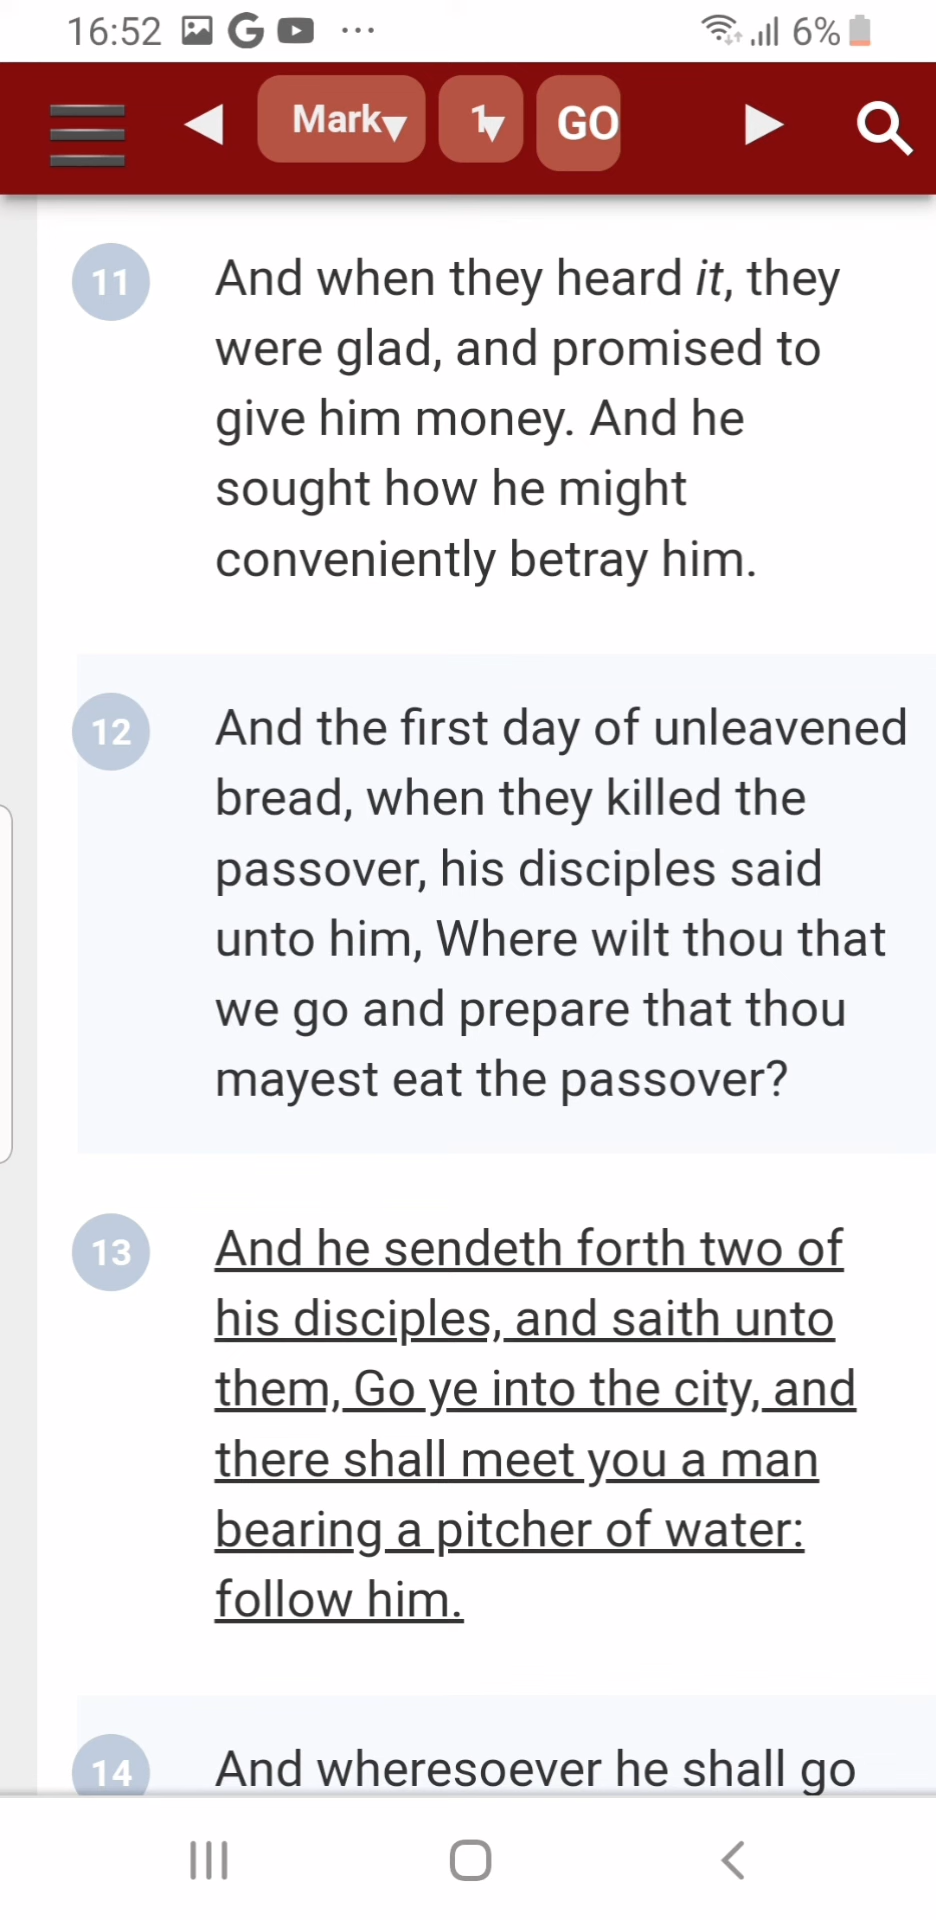 16:52 G ... 6%
Mark 1 GO
11 And when they heard it, they
were glad, and promised to
give him money. And he
sought how he might
conveniently betray him.
12 And the first day of unleavened
bread, when they killed the
passover, his disciples said
unto him, Where wilt thou that
we go and prepare that thou
mayest eat the passover?
13 And he sendeth forth two of
his disciples, and saith unto
them, Go ye into the city, and
there shall meet you a man
bearing a pitcher of water:
follow him.
14 And wheresoever he shall go